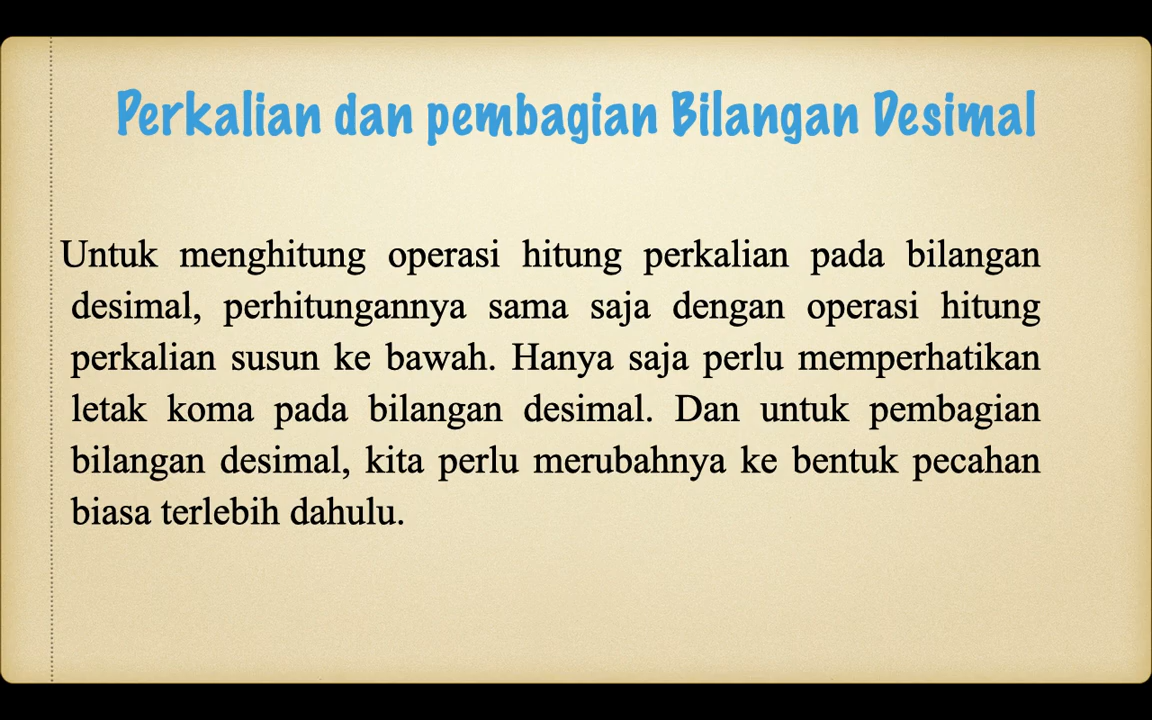 Perkalian dan pembagian Bilangan Desimal
Untuk menghitung operasi hitung perkalian pada bilangan
desimal, perhitungannya sama saja dengan operasi hitung
perkalian susun ke bawah. Hanya saja perlu memperhatikan
letak koma pada bilangan desimal. Dan untuk pembagian
bilangan desimal, kita perlu merubahnya ke bentuk pecahan
biasa terlebih dahulu.